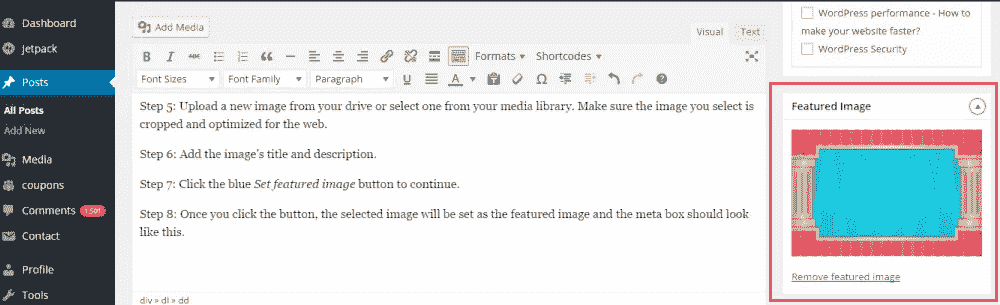 Dashboard
Jetpack
Posts
All Posts
Add New
Media
coupons
Comments 1,501
Contact
Profile
Tools
Add Media
Visual
Text
B I ABC Formats Shortcodes
Font Sizes Font Family Paragraph U A Ω
Step 5: Upload a new image from your drive or select one from your media library. Make sure the image you select is
cropped and optimized for the web.
Step 6: Add the image's title and description.
Step 7: Click the blue Set featured image button to continue.
Step 8: Once you click the button, the selected image will be set as the featured image and the meta box should look
like this.
div » dl » dd
WordPress performance - How
to make your website faster?
WordPress Security
Featured Image
Remove featured image